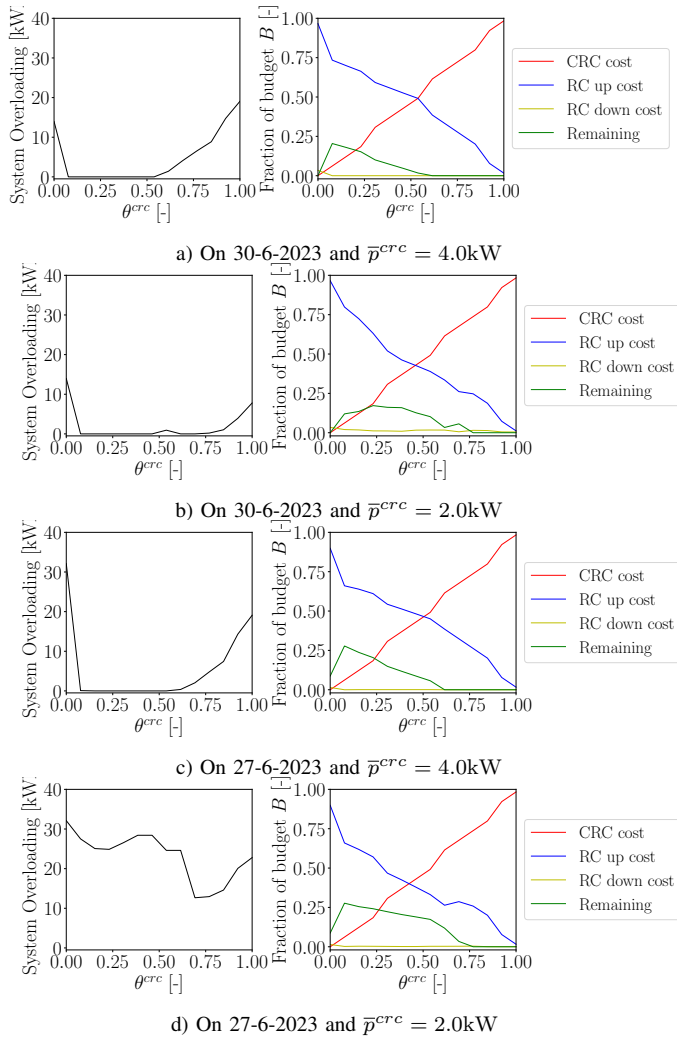 System Overloading [kW]
40
30
20
10
0
0.00 0.25 0.50 0.75 1.00
θ^crc [-]
Fraction of budget B [-]
1.00
0.75
0.50
0.25
0.00
0.00 0.25 0.50 0.75 1.00
θ^crc [-]
CRC cost
RC up cost
RC down cost
Remaining
a) On 30-6-2023 and p̅^crc = 4.0kW
System Overloading [kW]
40
30
20
10
0
0.00 0.25 0.50 0.75 1.00
θ^crc [-]
Fraction of budget B [-]
1.00
0.75
0.50
0.25
0.00
0.00 0.25 0.50 0.75 1.00
θ^crc [-]
CRC cost
RC up cost
RC down cost
Remaining
b) On 30-6-2023 and p̅^crc = 2.0kW
System Overloading [kW]
40
30
20
10
0
0.00 0.25 0.50 0.75 1.00
θ^crc [-]
Fraction of budget B [-]
1.00
0.75
0.50
0.25
0.00
0.00 0.25 0.50 0.75 1.00
θ^crc [-]
CRC cost
RC up cost
RC down cost
Remaining
c) On 27-6-2023 and p̅^crc = 4.0kW
System Overloading [kW]
40
30
20
10
0
0.00 0.25 0.50 0.75 1.00
θ^crc [-]
Fraction of budget B [-]
1.00
0.75
0.50
0.25
0.00
0.00 0.25 0.50 0.75 1.00
θ^crc [-]
CRC cost
RC up cost
RC down cost
Remaining
d) On 27-6-2023 and p̅^crc = 2.0kW